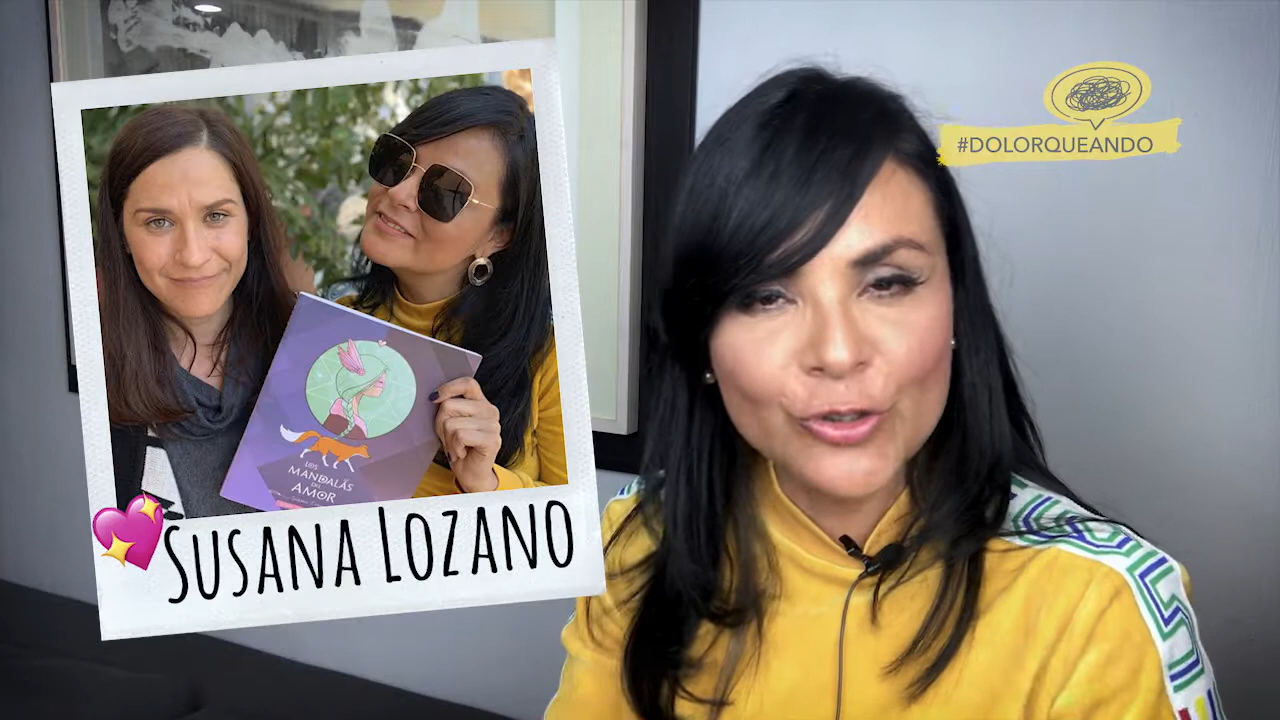 #DOLORQUEANDO
LOS
MANDALAS
DEL
AMOR
SUSANA LOZANO